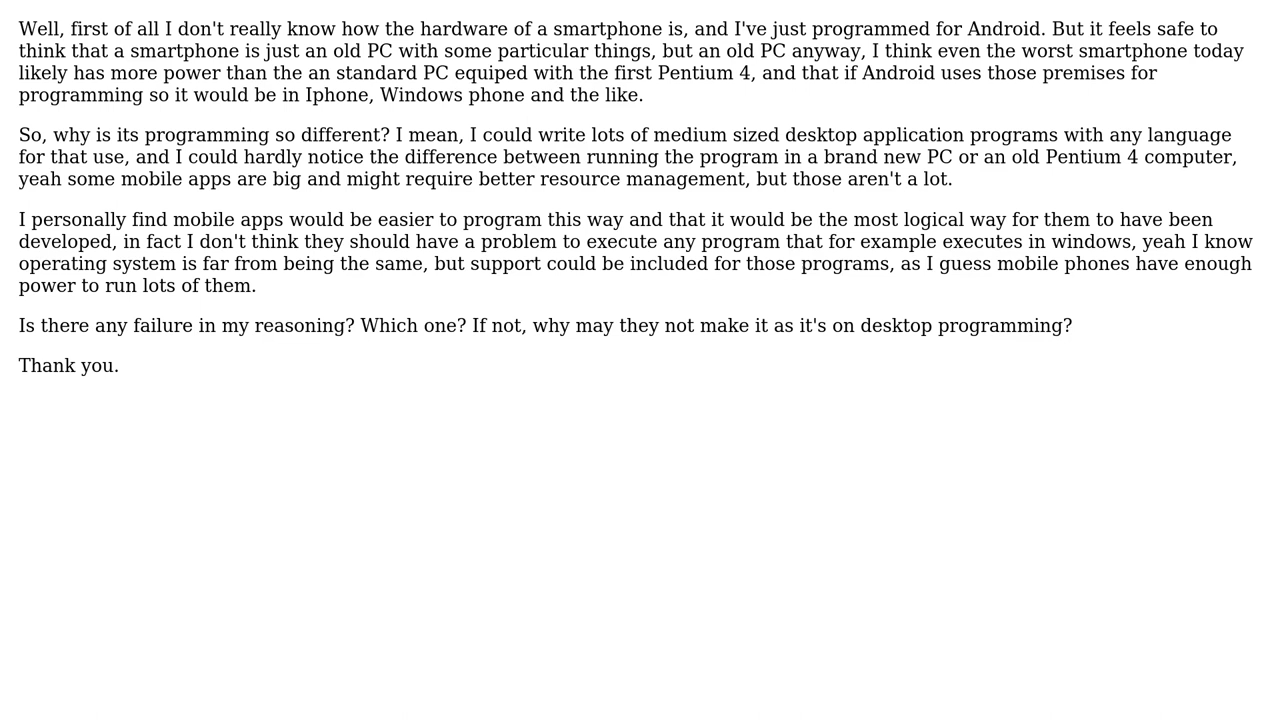 Well, first of all I don't really know how the hardware of a smartphone is, and I've just programmed for Android. But it feels safe to
think that a smartphone is just an old PC with some particular things, but an old PC anyway, I think even the worst smartphone today
likely has more power than the an standard PC equiped with the first Pentium 4, and that if Android uses those premises for
programming so it would be in Iphone, Windows phone and the like.
So, why is its programming so different? I mean, I could write lots of medium sized desktop application programs with any language
for that use, and I could hardly notice the difference between running the program in a brand new PC or an old Pentium 4 computer,
yeah some mobile apps are big and might require better resource management, but those aren't a lot.
I personally find mobile apps would be easier to program this way and that it would be the most logical way for them to have been
developed, in fact I don't think they should have a problem to execute any program that for example executes in windows, yeah I know
operating system is far from being the same, but support could be included for those programs, as I guess mobile phones have enough
power to run lots of them.
Is there any failure in my reasoning? Which one? If not, why may they not make it as it's on desktop programming?
Thank you.